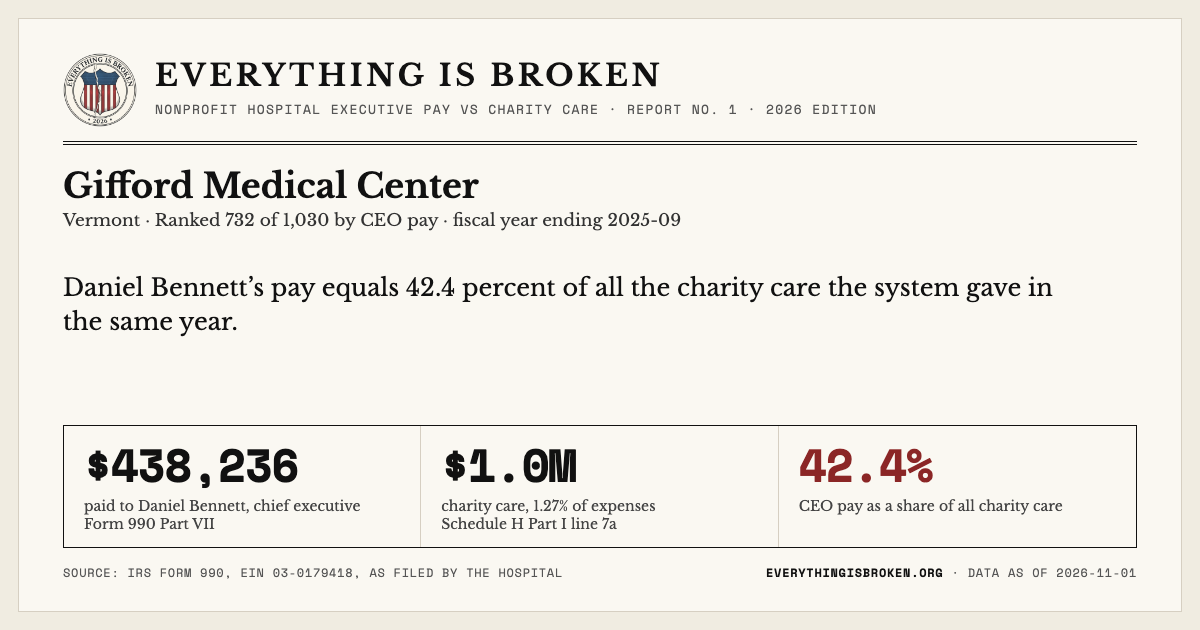 EVERYTHING IS BROKEN
2026
EVERYTHING IS BROKEN
NONPROFIT HOSPITAL EXECUTIVE PAY VS CHARITY CARE · REPORT NO. 1 · 2026 EDITION
Gifford Medical Center
Vermont · Ranked 732 of 1,030 by CEO pay · fiscal year ending 2025-09
Daniel Bennett’s pay equals 42.4 percent of all the charity care the system gave in
the same year.
$438,236
paid to Daniel Bennett, chief executive
Form 990 Part VII
$1.0M
charity care, 1.27% of expenses
Schedule H Part I line 7a
42.4%
CEO pay as a share of all charity care
SOURCE: IRS FORM 990, EIN 03-0179418, AS FILED BY THE HOSPITAL
EVERYTHINGISBROKEN.ORG · DATA AS OF 2026-11-01